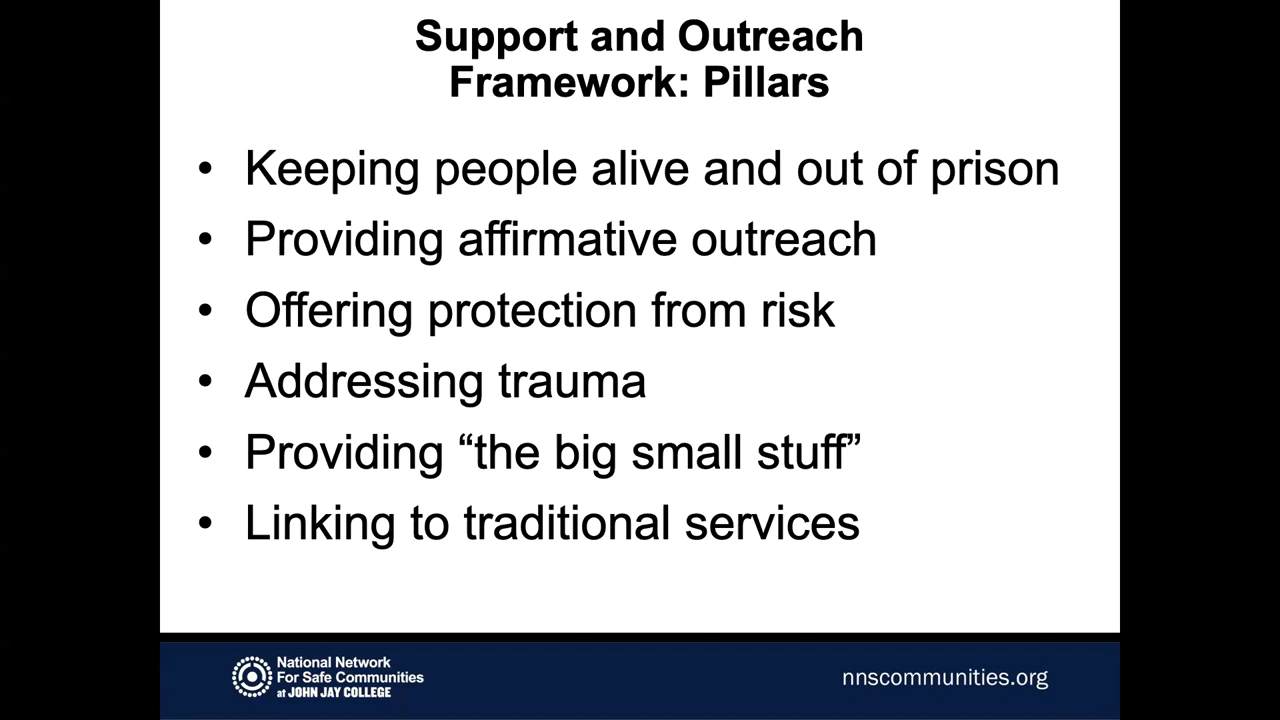 Support and Outreach
Framework: Pillars
• Keeping people alive and out of prison
• Providing affirmative outreach
• Offering protection from risk
• Addressing trauma
• Providing “the big small stuff”
• Linking to traditional services
National Network
For Safe Communities
at JOHN JAY COLLEGE
nnscommunities.org